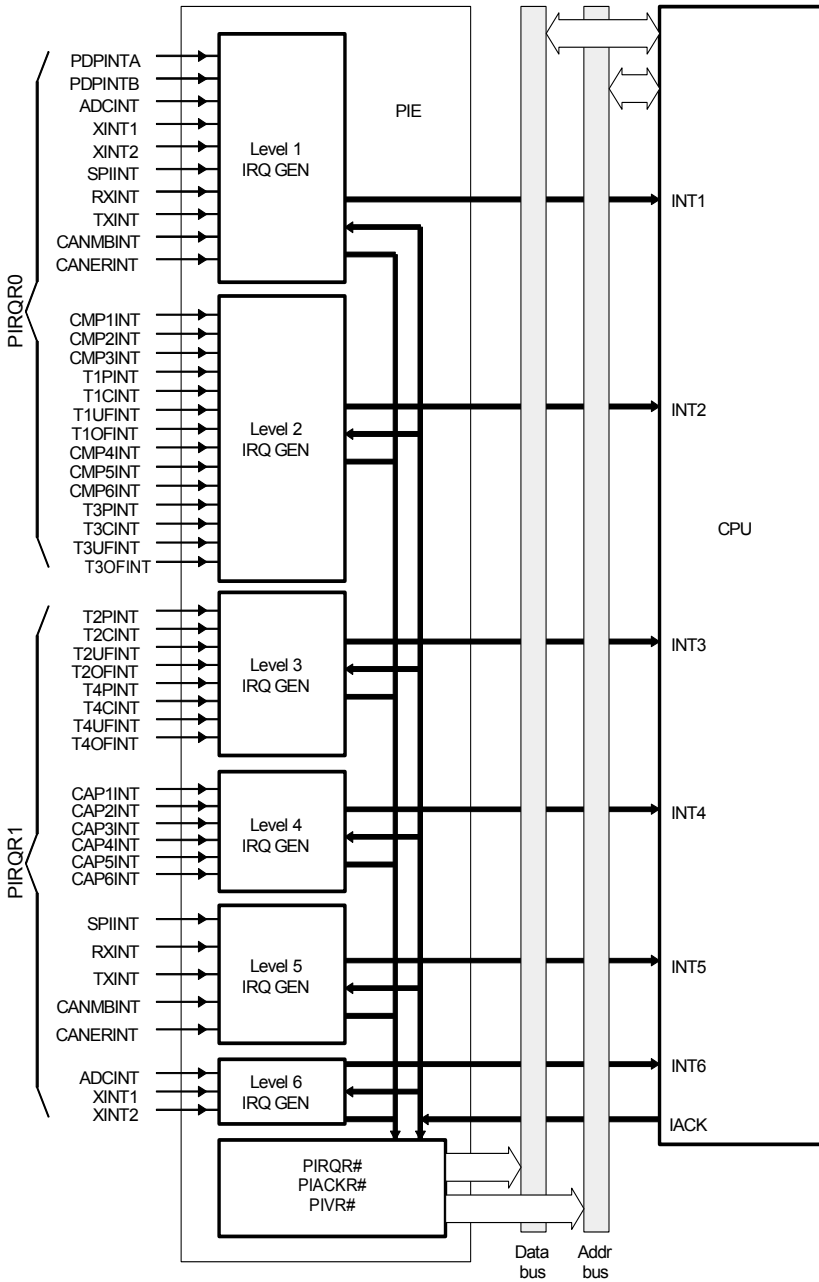 PIE
PIRQR0
PDPINTA
PDPINTB
ADCINT
XINT1
XINT2
SPIINT
RXINT
TXINT
CANMBINT
CANERINT
Level 1
IRQ GEN
INT1
CMP1INT
CMP2INT
CMP3INT
T1PINT
T1CINT
T1UFINT
T1OFINT
CMP4INT
CMP5INT
CMP6INT
T3PINT
T3CINT
T3UFINT
T3OFINT
Level 2
IRQ GEN
INT2
CPU
PIRQR1
T2PINT
T2CINT
T2UFINT
T2OFINT
T4PINT
T4CINT
T4UFINT
T4OFINT
Level 3
IRQ GEN
INT3
CAP1INT
CAP2INT
CAP3INT
CAP4INT
CAP5INT
CAP6INT
Level 4
IRQ GEN
INT4
SPIINT
RXINT
TXINT
CANMBINT
CANERINT
Level 5
IRQ GEN
INT5
ADCINT
XINT1
XINT2
Level 6
IRQ GEN
INT6
IACK
PIRQR#
PIACKR#
PIVR#
Data
bus
Addr
bus